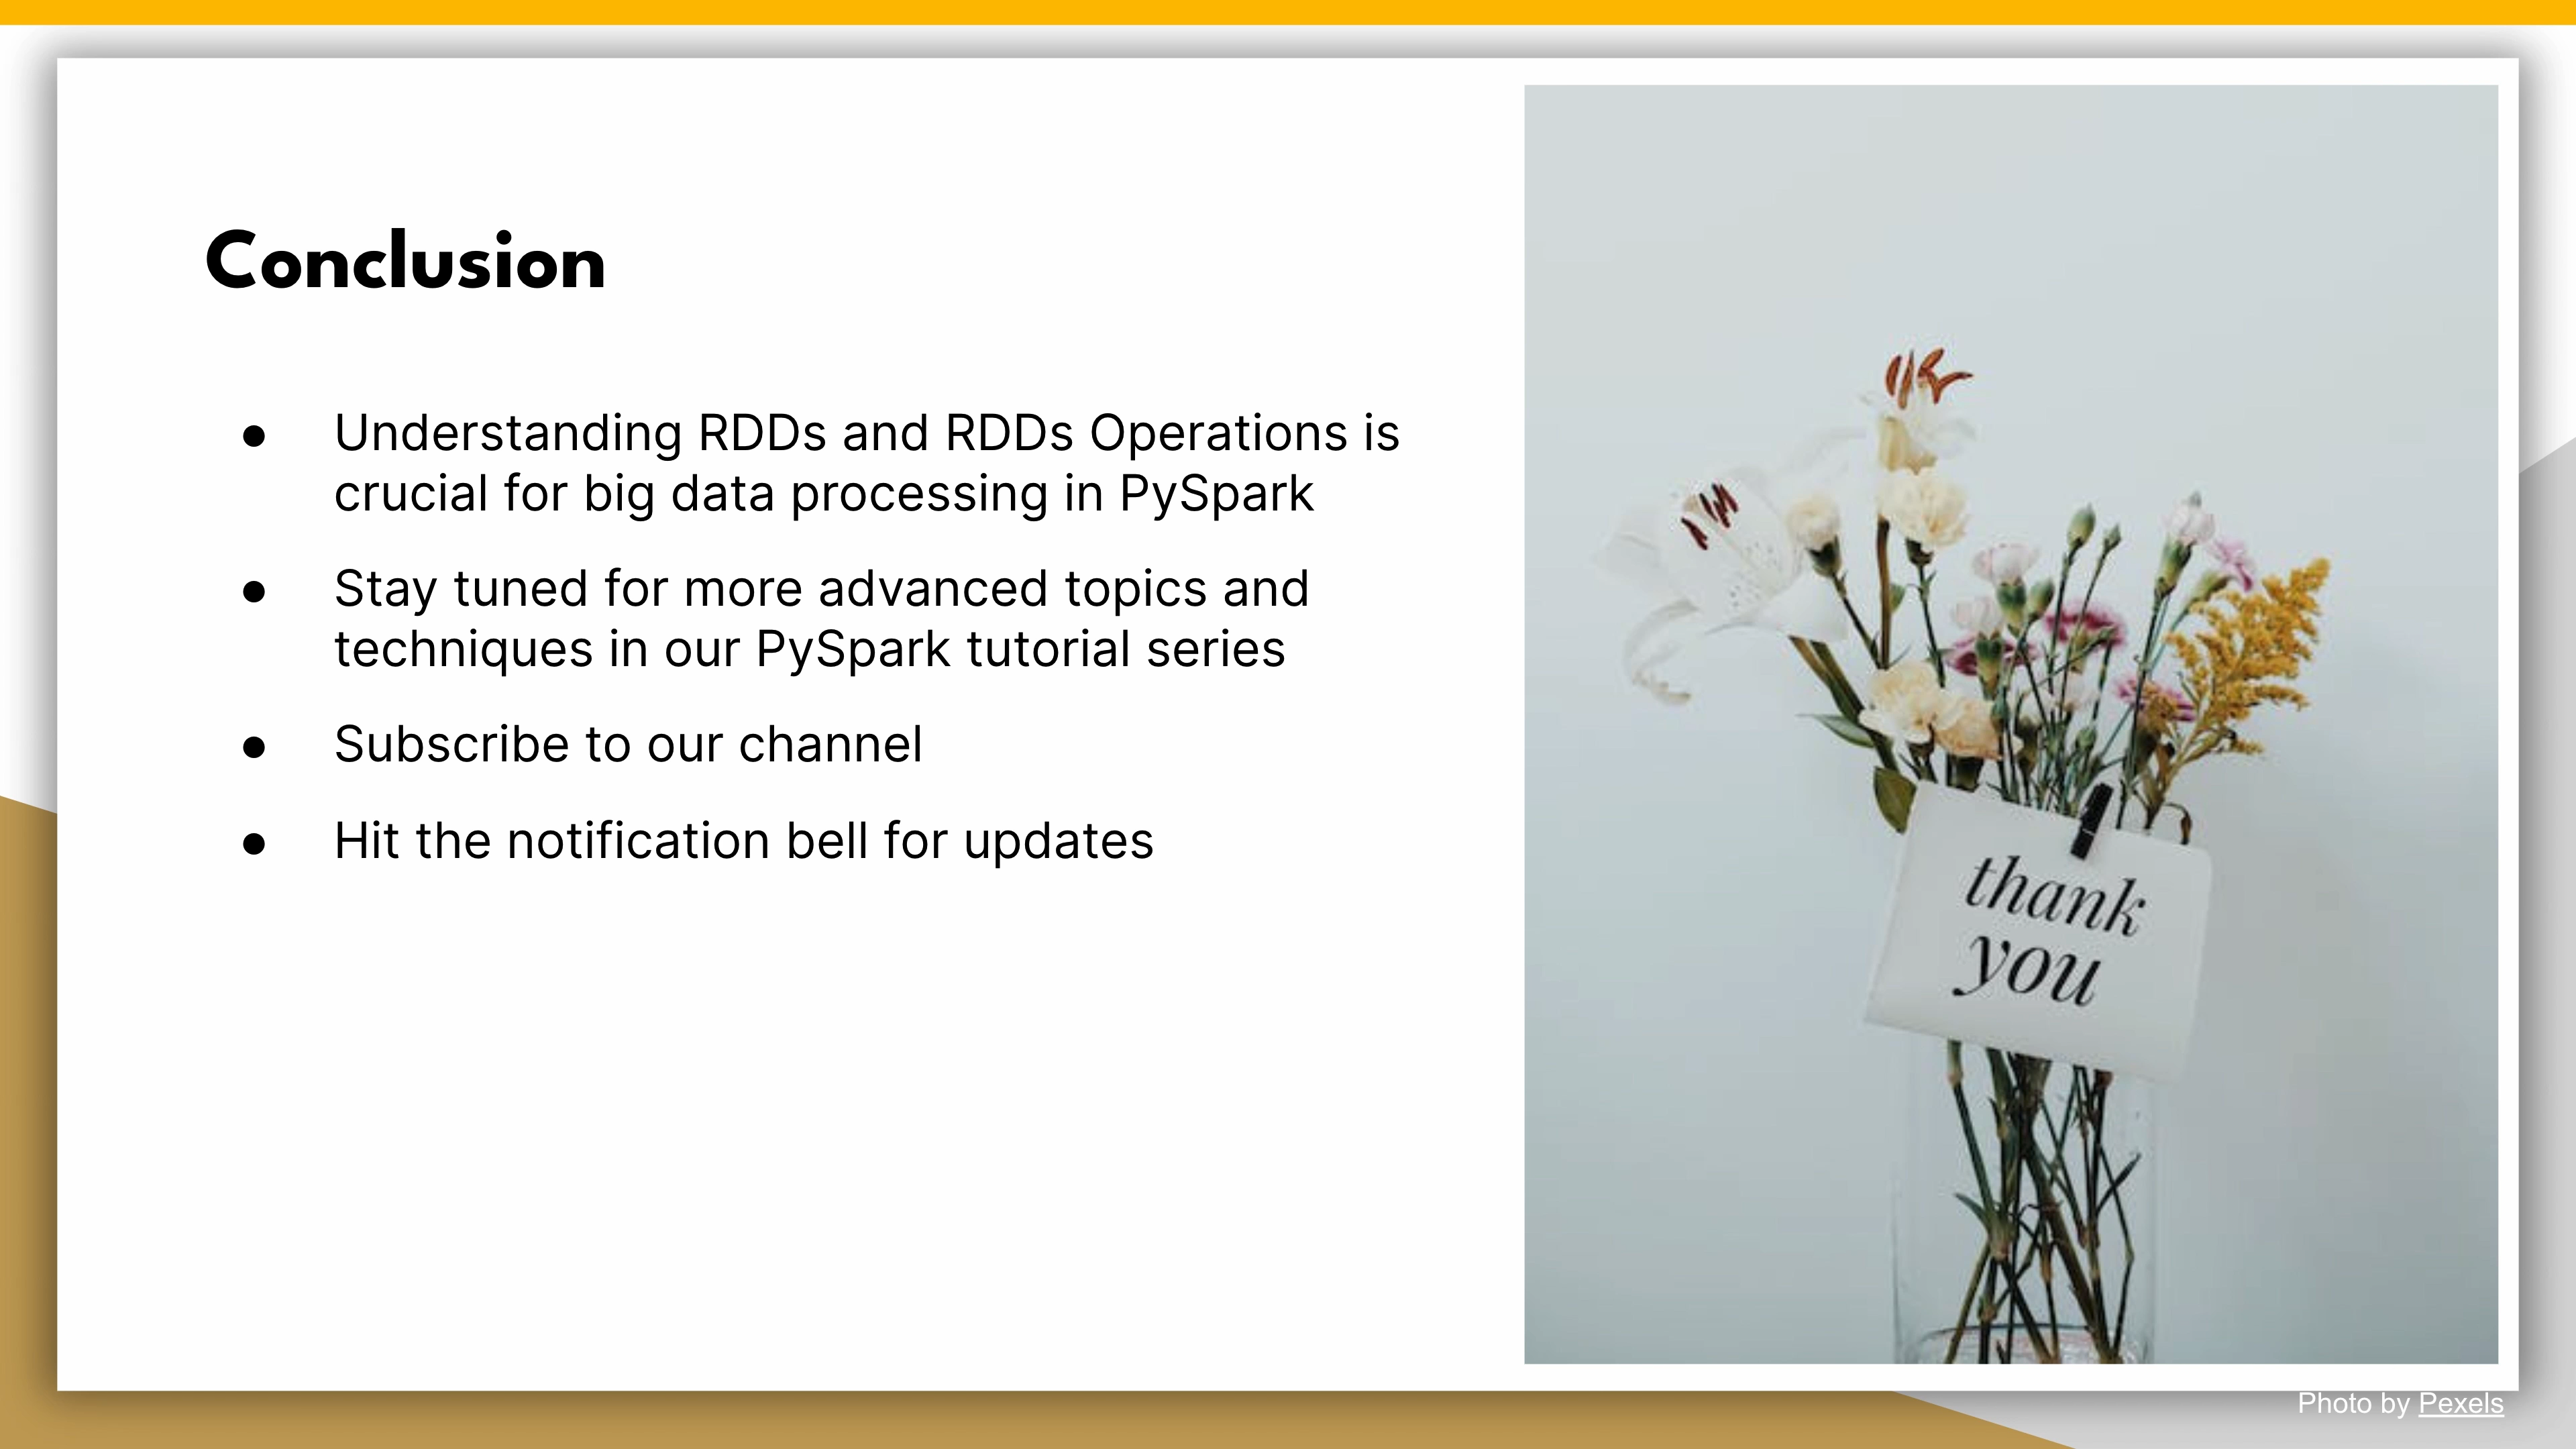 Conclusion
● Understanding RDDs and RDDs Operations is
crucial for big data processing in PySpark
● Stay tuned for more advanced topics and
techniques in our PySpark tutorial series
● Subscribe to our channel
● Hit the notification bell for updates
thank
you
Photo by Pexels